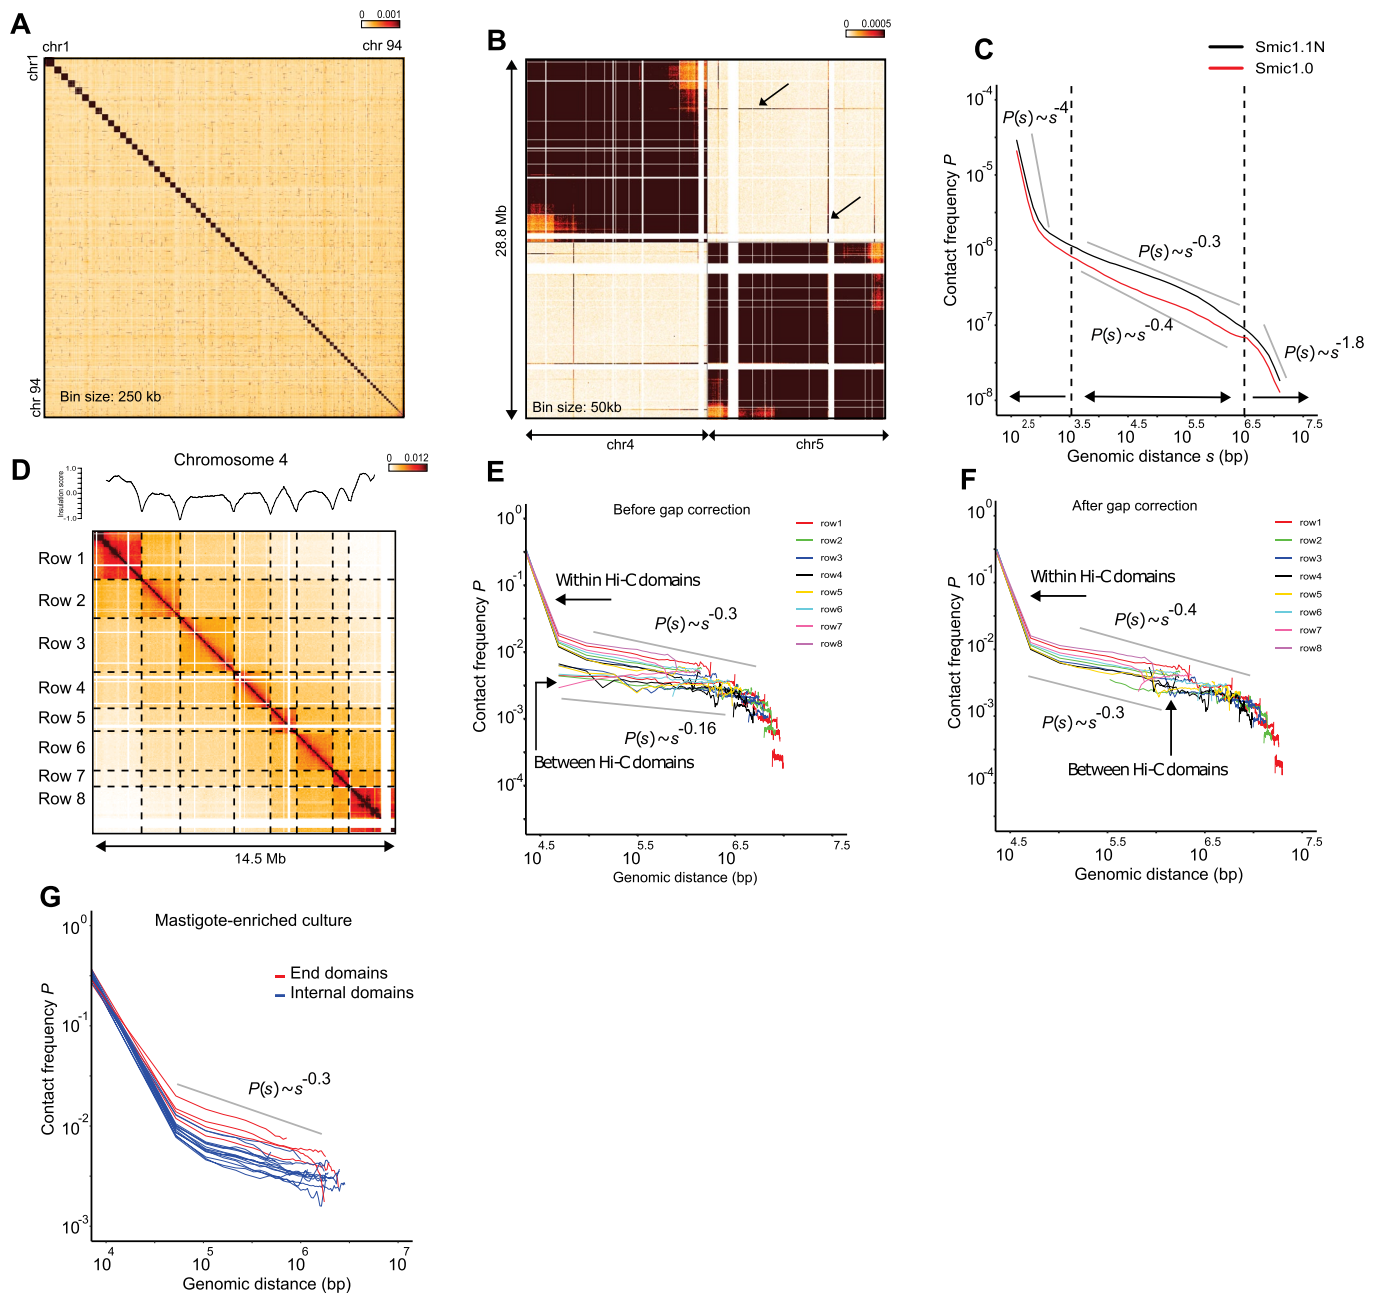 A
0 0.001
chr1
chr 94
chr1
chr 94
Bin size: 250 kb
B
0 0.0005
28.8 Mb
Bin size: 50kb
chr4
chr5
C
Smic1.1N
Smic1.0
Contact frequency P
10^-4
10^-5
10^-6
10^-7
10^-8
P(s)~s^-4
P(s)~s^-0.3
P(s)~s^-0.4
P(s)~s^-1.8
10^2.5 10^3.5 10^4.5 10^5.5 10^6.5 10^7.5
Genomic distance s (bp)
D
Chromosome 4
0 0.012
Insulation score
1.0
0.0
-1.0
Row 1
Row 2
Row 3
Row 4
Row 5
Row 6
Row 7
Row 8
14.5 Mb
E
Before gap correction
row1
row2
row3
row4
row5
row6
row7
row8
Contact frequency P
10^0
10^-1
10^-2
10^-3
10^-4
Within Hi-C domains
P(s)~s^-0.3
P(s)~s^-0.16
Between Hi-C domains
10^4.5 10^5.5 10^6.5 7.5
Genomic distance (bp)
F
After gap correction
row1
row2
row3
row4
row5
row6
row7
row8
Contact frequency P
10^0
10^-1
10^-2
10^-3
10^-4
Within Hi-C domains
P(s)~s^-0.4
P(s)~s^-0.3
Between Hi-C domains
10^4.5 10^5.5 10^6.5 10^7.5
Genomic distance (bp)
G
Mastigote-enriched culture
End domains
Internal domains
Contact frequency P
10^0
10^-1
10^-2
10^-3
P(s)~s^-0.3
10^4 10^5 10^6 10^7
Genomic distance (bp)